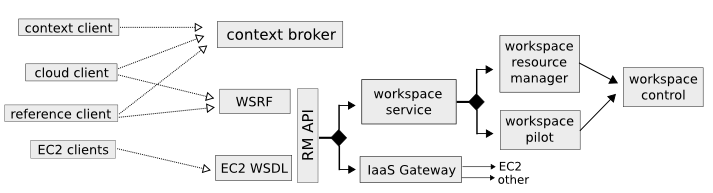 context client
cloud client
reference client
EC2 clients
context broker
WSRF
EC2 WSDL
RM API
workspace
service
IaaS Gateway
workspace
resource
manager
workspace
pilot
EC2
other
workspace
control